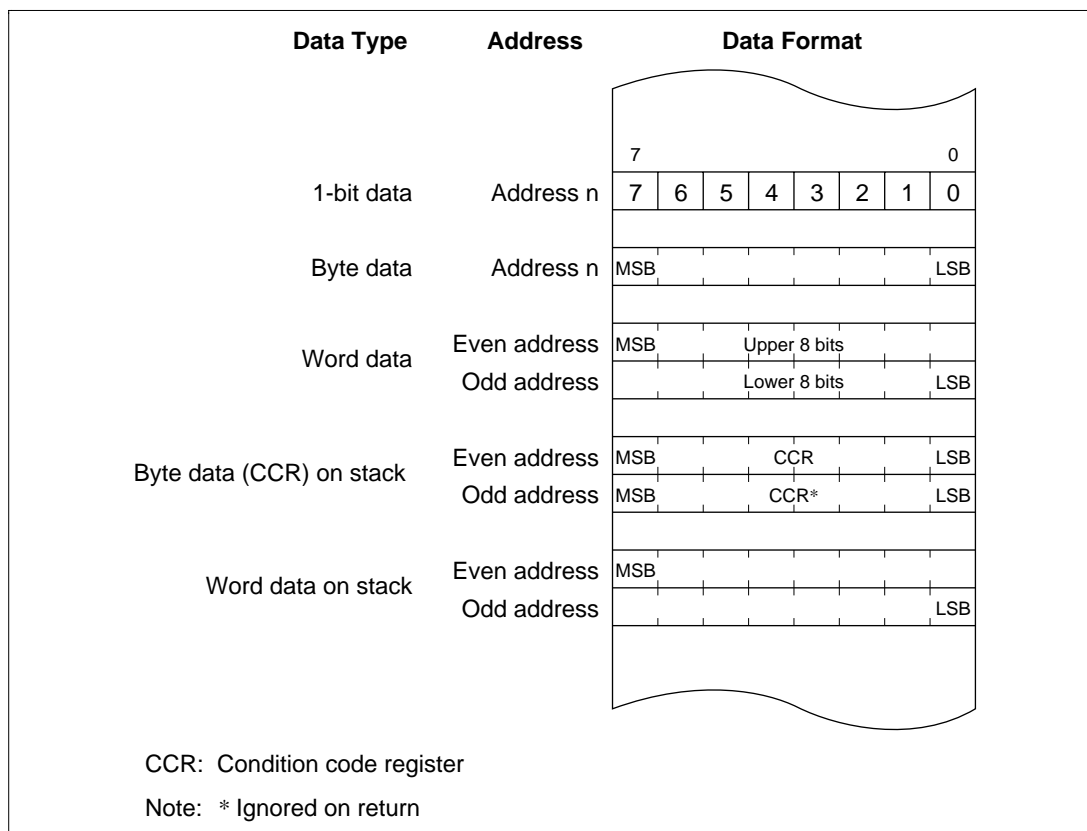 Data Type Address Data Format
7 0
1-bit data Address n 7 6 5 4 3 2 1 0
Byte data Address n MSB LSB
Word data
Even address MSB Upper 8 bits
Odd address Lower 8 bits LSB
Byte data (CCR) on stack
Even address MSB CCR LSB
Odd address MSB CCR* LSB
Word data on stack
Even address MSB
Odd address LSB
CCR: Condition code register
Note: * Ignored on return